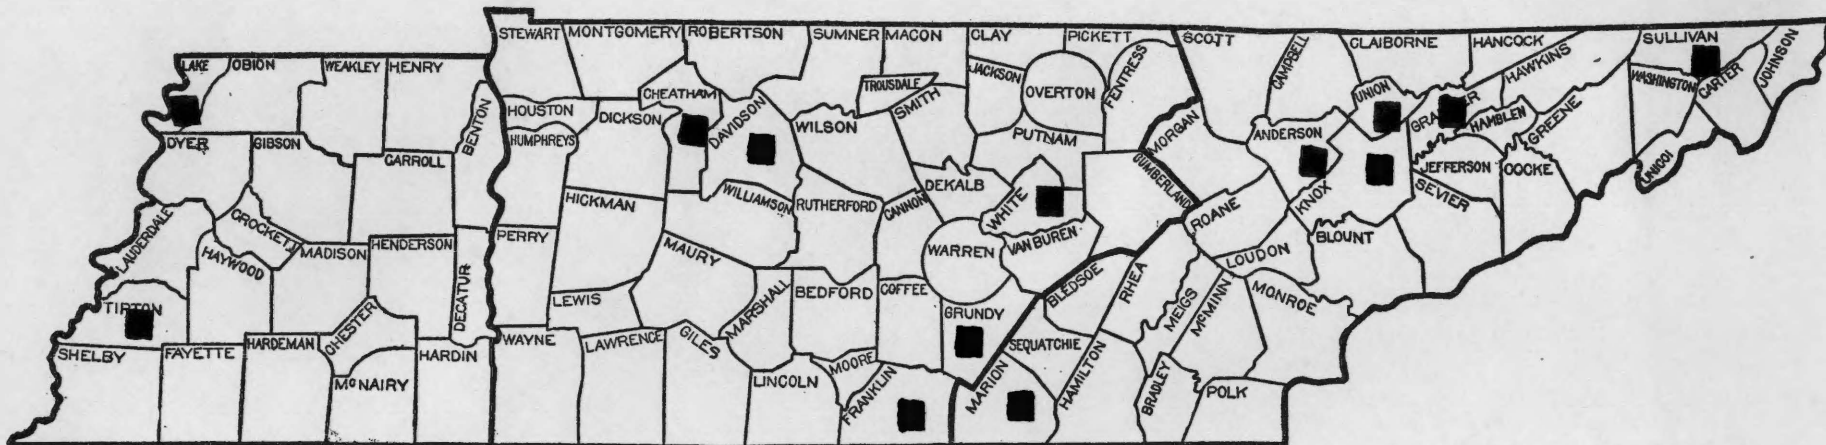 STEWART
MONTGOMERY
ROBERTSON
SUMNER
MACON
CLAY
PICKETT
SCOTT
CAMPBELL
CLAIBORNE
HANCOCK
HAWKINS
SULLIVAN
JOHNSON
CARTER
WASHINGTON
LAKE
OBION
WEAKLEY
HENRY
BENTON
HOUSTON
CHEATHAM
TROUSDALE
JACKSON
OVERTON
FENTRESS
UNION
HAMBLEN
GREENE
UNICOI
DYER
GIBSON
CARROLL
HUMPHREYS
DICKSON
DAVIDSON
WILSON
SMITH
PUTNAM
MORGAN
ANDERSON
JEFFERSON
COCKE
LAUDERDALE
CROCKETT
HAYWOOD
MADISON
HENDERSON
DECATUR
PERRY
HICKMAN
WILLIAMSON
RUTHERFORD
CANNON
DEKALB
WHITE
CUMBERLAND
ROANE
KNOX
SEVIER
MAURY
WARREN
VAN BUREN
LOUDON
BLOUNT
LEWIS
MARSHALL
BEDFORD
COFFEE
GRUNDY
BLEDSOE
RHEA
MEIGS
McMINN
MONROE
SHELBY
FAYETTE
HARDEMAN
CHESTER
McNAIRY
HARDIN
WAYNE
LAWRENCE
GILES
LINCOLN
MOORE
FRANKLIN
MARION
SEQUATCHIE
HAMILTON
BRADLEY
POLK